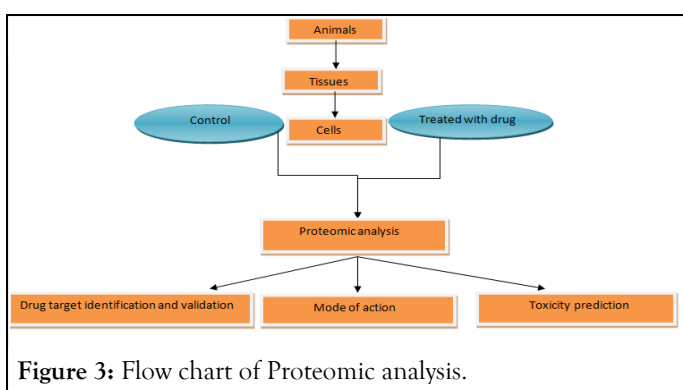 Animals
Tissues
Control
Cells
Treated with drug
Proteomic analysis
Drug target identification and validation
Mode of action
Toxicity prediction
Figure 3: Flow chart of Proteomic analysis.